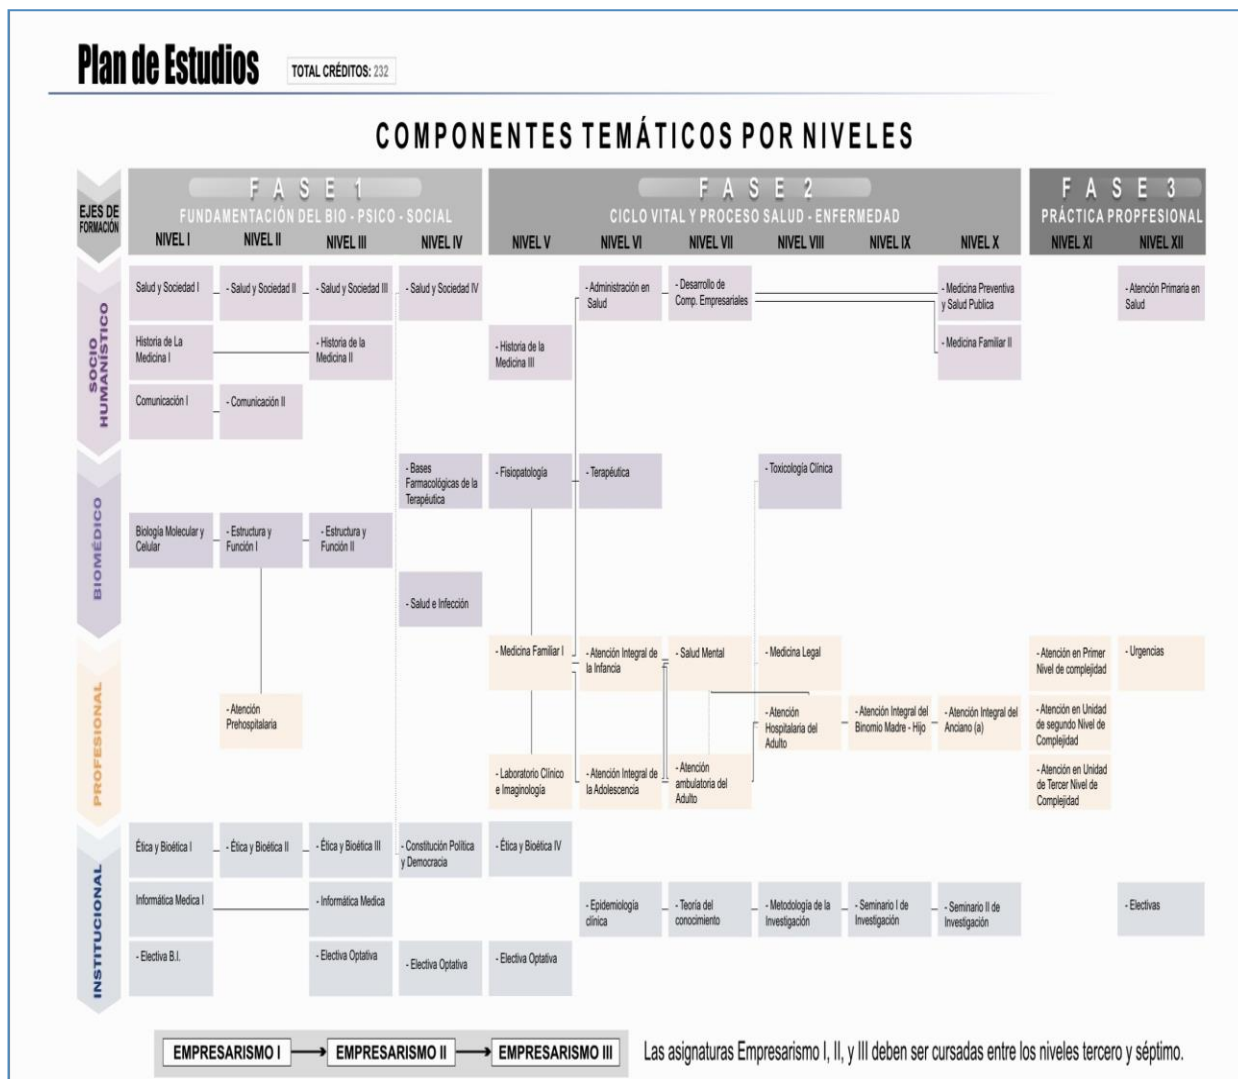 Plan de Estudios
TOTAL CRÉDITOS: 232
COMPONENTES TEMÁTICOS POR NIVELES
EJES DE
FORMACIÓN
FASE 1
FUNDAMENTACIÓN DEL BIO - PSICO - SOCIAL
NIVEL I
NIVEL II
NIVEL III
NIVEL IV
FASE 2
CICLO VITAL Y PROCESO SALUD - ENFERMEDAD
NIVEL V
NIVEL VI
NIVEL VII
NIVEL VIII
NIVEL IX
NIVEL X
FASE 3
PRÁCTICA PROPFESIONAL
NIVEL XI
NIVEL XII
SOCIO
HUMANÍSTICO
Salud y Sociedad I
- Salud y Sociedad II
- Salud y Sociedad III
- Salud y Sociedad IV
- Administración en
Salud
- Desarrollo de
Comp. Empresariales
- Medicina Preventiva
y Salud Publica
- Atención Primaria en
Salud
Historia de La
Medicina I
- Historia de la
Medicina II
- Historia de la
Medicina III
- Medicina Familiar II
Comunicación I
- Comunicación II
BIOMÉDICO
- Bases
Farmacológicas de la
Terapéutica
- Fisiopatología
- Terapéutica
- Toxicología Clínica
Biología Molecular y
Celular
- Estructura y
Función I
- Estructura y
Función II
- Salud e Infección
PROFESIONAL
- Medicina Familiar I
- Atención Integral de
la Infancia
- Salud Mental
- Medicina Legal
- Atención en Primer
Nivel de complejidad
- Urgencias
- Atención
Prehospitalaria
- Atención
Hospitalaria del
Adulto
- Atención Integral del
Binomio Madre - Hijo
- Atención Integral del
Anciano (a)
- Atención en Unidad
de segundo Nivel de
Complejidad
- Laboratorio Clínico
e Imaginología
- Atención Integral de
la Adolescencia
- Atención
ambulatoria del
Adulto
- Atención en Unidad
de Tercer Nivel de
Complejidad
INSTITUCIONAL
Ética y Bioética I
- Ética y Bioética II
- Ética y Bioética III
- Constitución Política
y Democracia
- Ética y Bioética IV
Informática Medica I
- Informática Medica
- Epidemiología
clínica
- Teoría del
conocimiento
- Metodología de la
Investigación
- Seminario I de
Investigación
- Seminario II de
Investigación
- Electivas
- Electiva B.I.
- Electiva Optativa
- Electiva Optativa
- Electiva Optativa
EMPRESARISMO I
EMPRESARISMO II
EMPRESARISMO III
Las asignaturas Empresarismo I, II, y III deben ser cursadas entre los niveles tercero y séptimo.